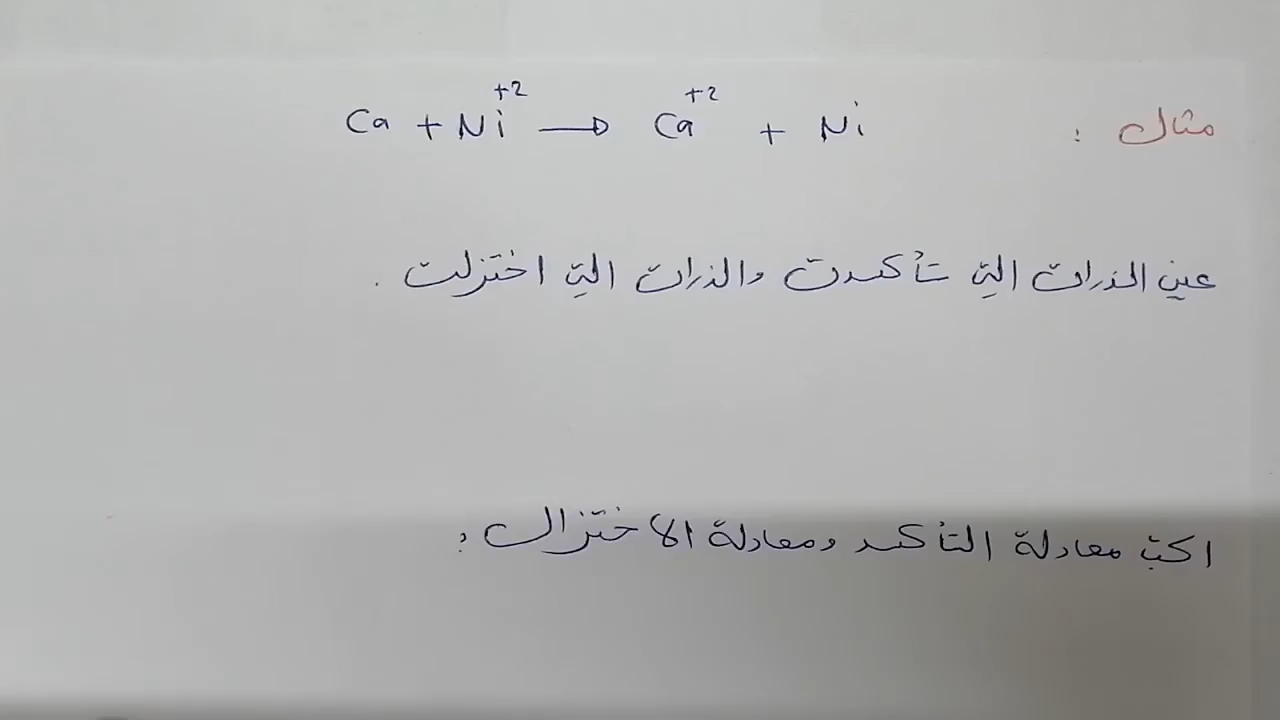 مثال : Ca + Ni⁺² → Ca⁺² + Ni
عين الذرات التي تأكسدت والذرات التي اختزلت .
اكتب معادلة التأكسد ومعادلة الاختزال :